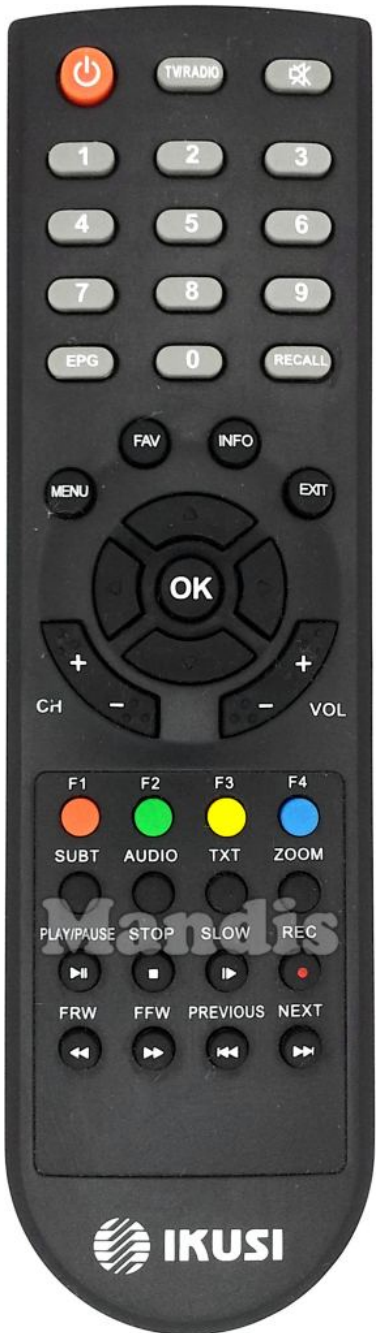 TV/RADIO
1 2 3
4 5 6
7 8 9
EPG 0 RECALL
FAV INFO
MENU EXIT
OK
+ +
CH - - VOL
F1 F2 F3 F4
SUBT AUDIO TXT ZOOM
Mandis
PLAY/PAUSE STOP SLOW REC
FRW FFW PREVIOUS NEXT
IKUSI